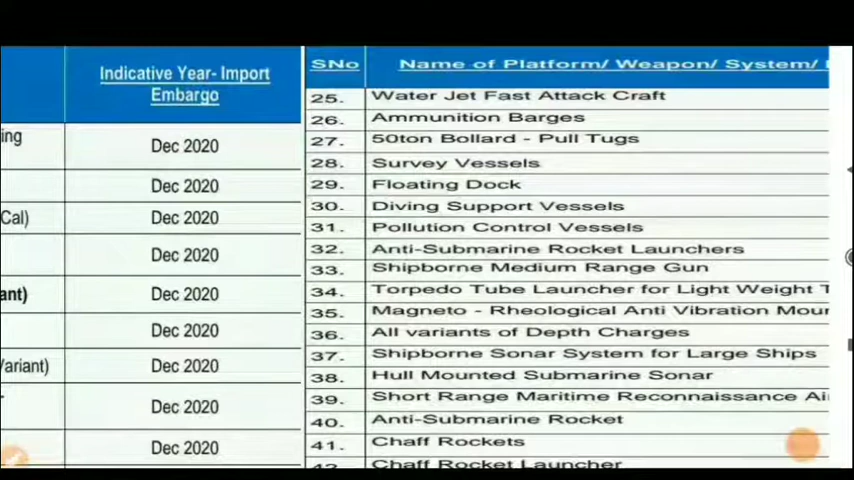 Indicative Year- Import
Embargo
ing
Dec 2020
Dec 2020
Cal)
Dec 2020
Dec 2020
ant)
Dec 2020
Dec 2020
Variant)
Dec 2020
Dec 2020
Dec 2020
SNo Name of Platform/ Weapon/ System/
25. Water Jet Fast Attack Craft
26. Ammunition Barges
27. 50ton Bollard - Pull Tugs
28. Survey Vessels
29. Floating Dock
30. Diving Support Vessels
31. Pollution Control Vessels
32. Anti-Submarine Rocket Launchers
33. Shipborne Medium Range Gun
34. Torpedo Tube Launcher for Light Weight T
35. Magneto - Rheological Anti Vibration Mour
36. All variants of Depth Charges
37. Shipborne Sonar System for Large Ships
38. Hull Mounted Submarine Sonar
39. Short Range Maritime Reconnaissance Ai
40. Anti-Submarine Rocket
41. Chaff Rockets
42. Chaff Rocket Launcher